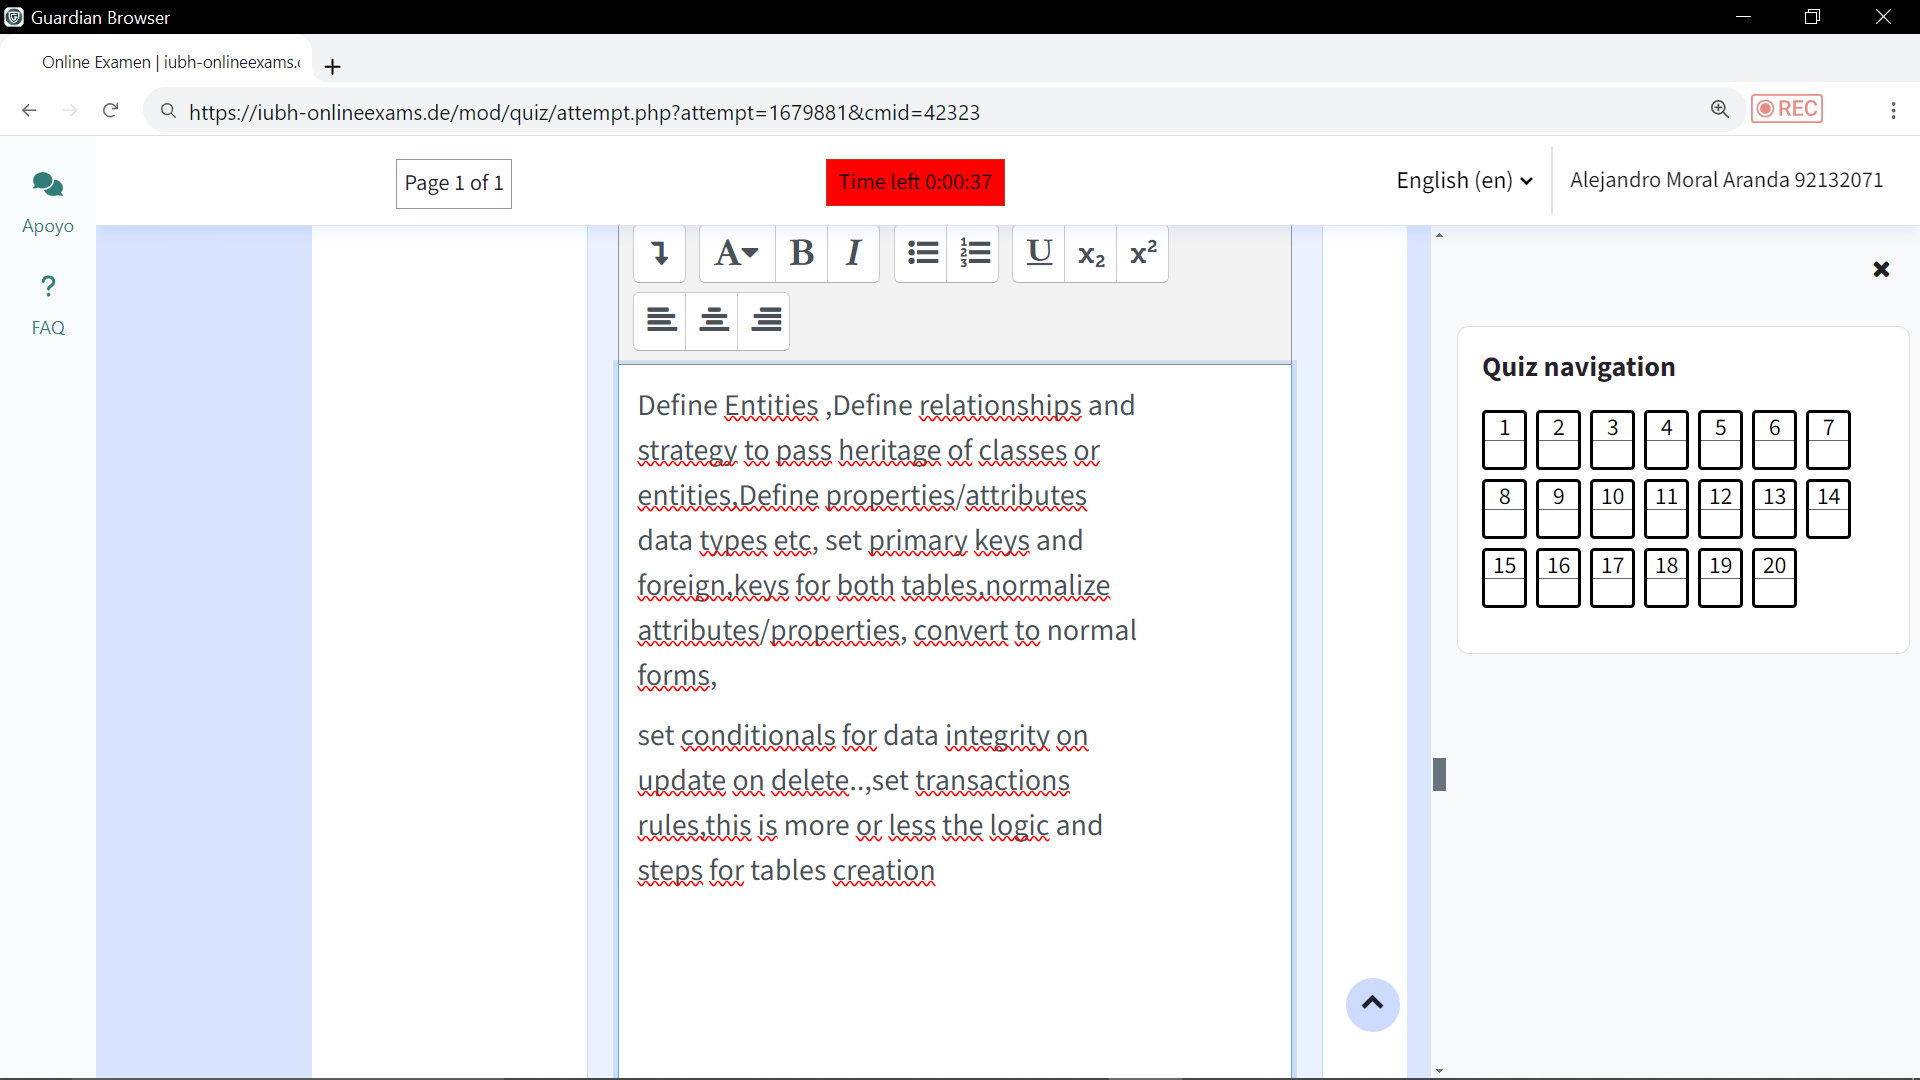 Guardian Browser
Online Examen | iubh-onlineexams.
https://iubh-onlineexams.de/mod/quiz/attempt.php?attempt=1679881&cmid=42323
REC
Page 1 of 1
Time left 0:00:37
English (en)
Alejandro Moral Aranda 92132071
Apoyo
?
FAQ
A B I U x₂ x²
Define Entities ,Define relationships and
strategy to pass heritage of classes or
entities,Define properties/attributes
data types etc, set primary keys and
foreign,keys for both tables,normalize
attributes/properties, convert to normal
forms,
set conditionals for data integrity on
update on delete..,set transactions
rules,this is more or less the logic and
steps for tables creation
Quiz navigation
1 2 3 4 5 6 7
8 9 10 11 12 13 14
15 16 17 18 19 20